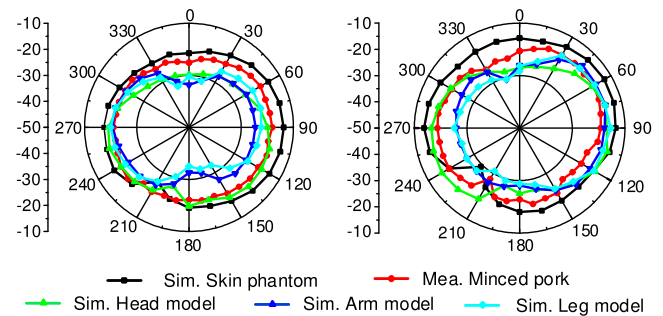 -10 0 -10 0
-20 330 30 -20 330 30
-30 300 60 -30 300 60
-40 -40
-50 270 90 -50 270 90
-40 -40
-30 240 120 -30 240 120
-20 210 150 -20 210 150
-10 180 -10 180
Sim. Skin phantom Mea. Minced pork
Sim. Head model Sim. Arm model Sim. Leg model